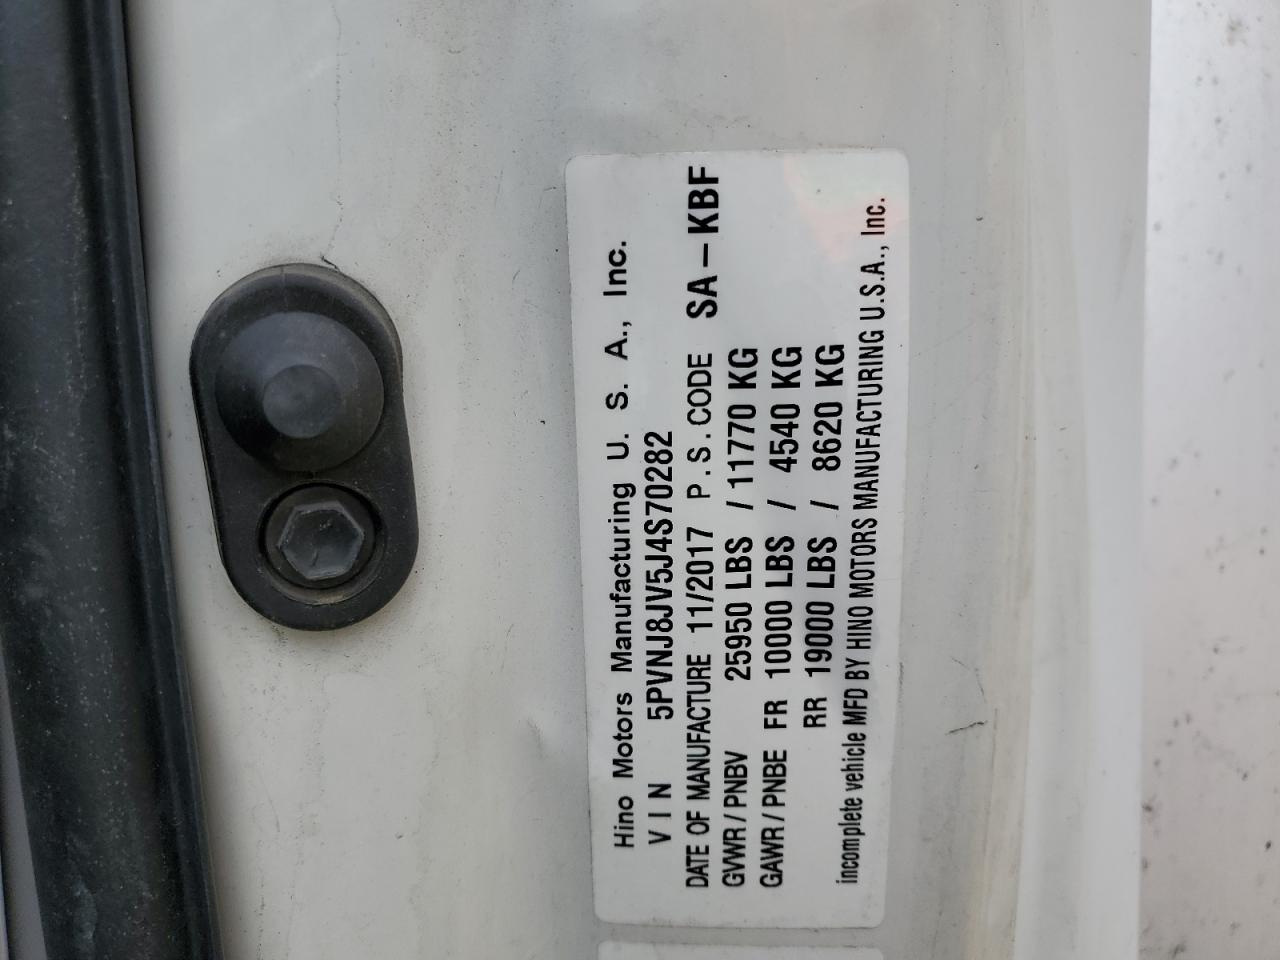 Hino Motors Manufacturing U. S. A., Inc.
VIN 5PVNJ8JV5J4S70282
DATE OF MANUFACTURE 11/2017 P.S.CODE SA-KBF
GVWR/PNBV 25950 LBS /11770 KG
GAWR/PNBE FR 10000 LBS / 4540 KG
RR 19000 LBS / 8620 KG
incomplete vehicle MFD BY HINO MOTORS MANUFACTURING U.S.A., Inc.